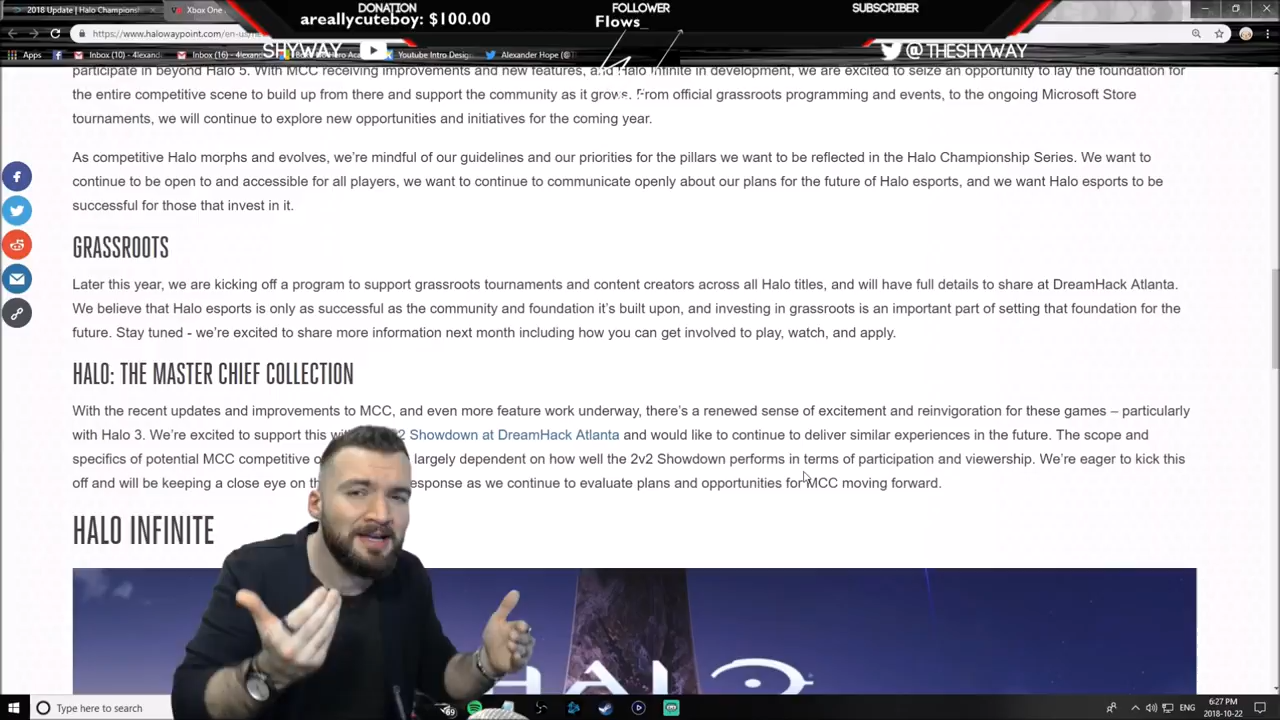 2018 Update | Halo Championsh
Xbox One
DONATION
areallycuteboy: $100.00
FOLLOWER
Flows_
SUBSCRIBER
https://www.halowaypoint.com/en-us/ne
SHYWAY
@THESHYWAY
Apps
Inbox (10) - 4figure
Inbox (16) - 4image
Hero Ac
Youtube Intro Desig
Alexander Hope (@T
participate in beyond Halo 5. With MCC receiving improvements and new features, and Halo Infinite in development, we are excited to seize an opportunity to lay the foundation for
the entire competitive scene to build up from there and support the community as it grows. From official grassroots programming and events, to the ongoing Microsoft Store
tournaments, we will continue to explore new opportunities and initiatives for the coming year.
As competitive Halo morphs and evolves, we're mindful of our guidelines and our priorities for the pillars we want to be reflected in the Halo Championship Series. We want to
continue to be open to and accessible for all players, we want to continue to communicate openly about our plans for the future of Halo esports, and we want Halo esports to be
successful for those that invest in it.
GRASSROOTS
Later this year, we are kicking off a program to support grassroots tournaments and content creators across all Halo titles, and will have full details to share at DreamHack Atlanta.
We believe that Halo esports is only as successful as the community and foundation it's built upon, and investing in grassroots is an important part of setting that foundation for the
future. Stay tuned - we're excited to share more information next month including how you can get involved to play, watch, and apply.
HALO: THE MASTER CHIEF COLLECTION
With the recent updates and improvements to MCC, and even more feature work underway, there's a renewed sense of excitement and reinvigoration for these games – particularly
with Halo 3. We're excited to support this wi 2 Showdown at DreamHack Atlanta and would like to continue to deliver similar experiences in the future. The scope and
specifics of potential MCC competitive o largely dependent on how well the 2v2 Showdown performs in terms of participation and viewership. We're eager to kick this
off and will be keeping a close eye on th esponse as we continue to evaluate plans and opportunities for MCC moving forward.
HALO INFINITE
HALO
Type here to search
ENG
6:27 PM
2018-10-22